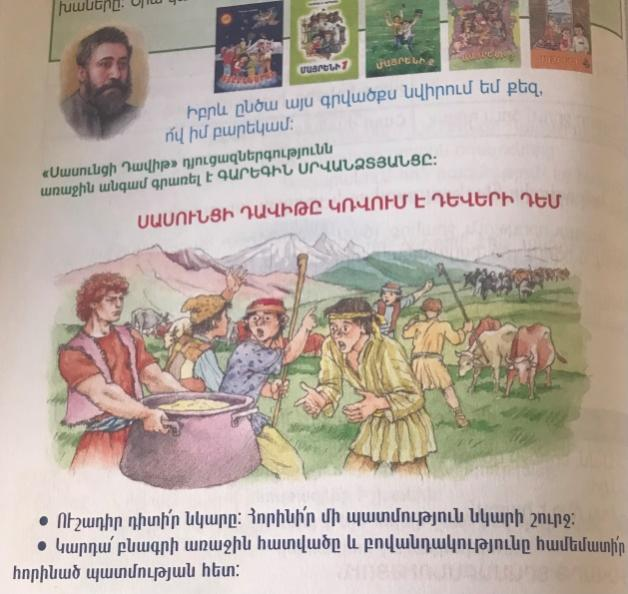 խաները:
ՄԱՅՐԵՆԻ 1
ՄԱՅՐԵՆԻ 2
Իբրև ընծա այս գրվածքս նվիրում եմ քեզ,
ո՜վ իմ բարեկամ:
«Սասունցի Դավիթ» դյուցազներգությունն
առաջին անգամ գրառել է ԳԱՐԵԳԻՆ ՍՐՎԱՆՁՏՅԱՆՑԸ:
ՍԱՍՈՒՆՑԻ ԴԱՎԻԹԸ ԿՌՎՈՒՄ Է ԴԵՎԵՐԻ ԴԵՄ
● Ուշադիր դիտի՛ր նկարը: Հորինի՛ր մի պատմություն նկարի շուրջ:
● Կարդա՛ բնագրի առաջին հատվածը և բովանդակությունը համեմատի՛ր
հորինած պատմության հետ: